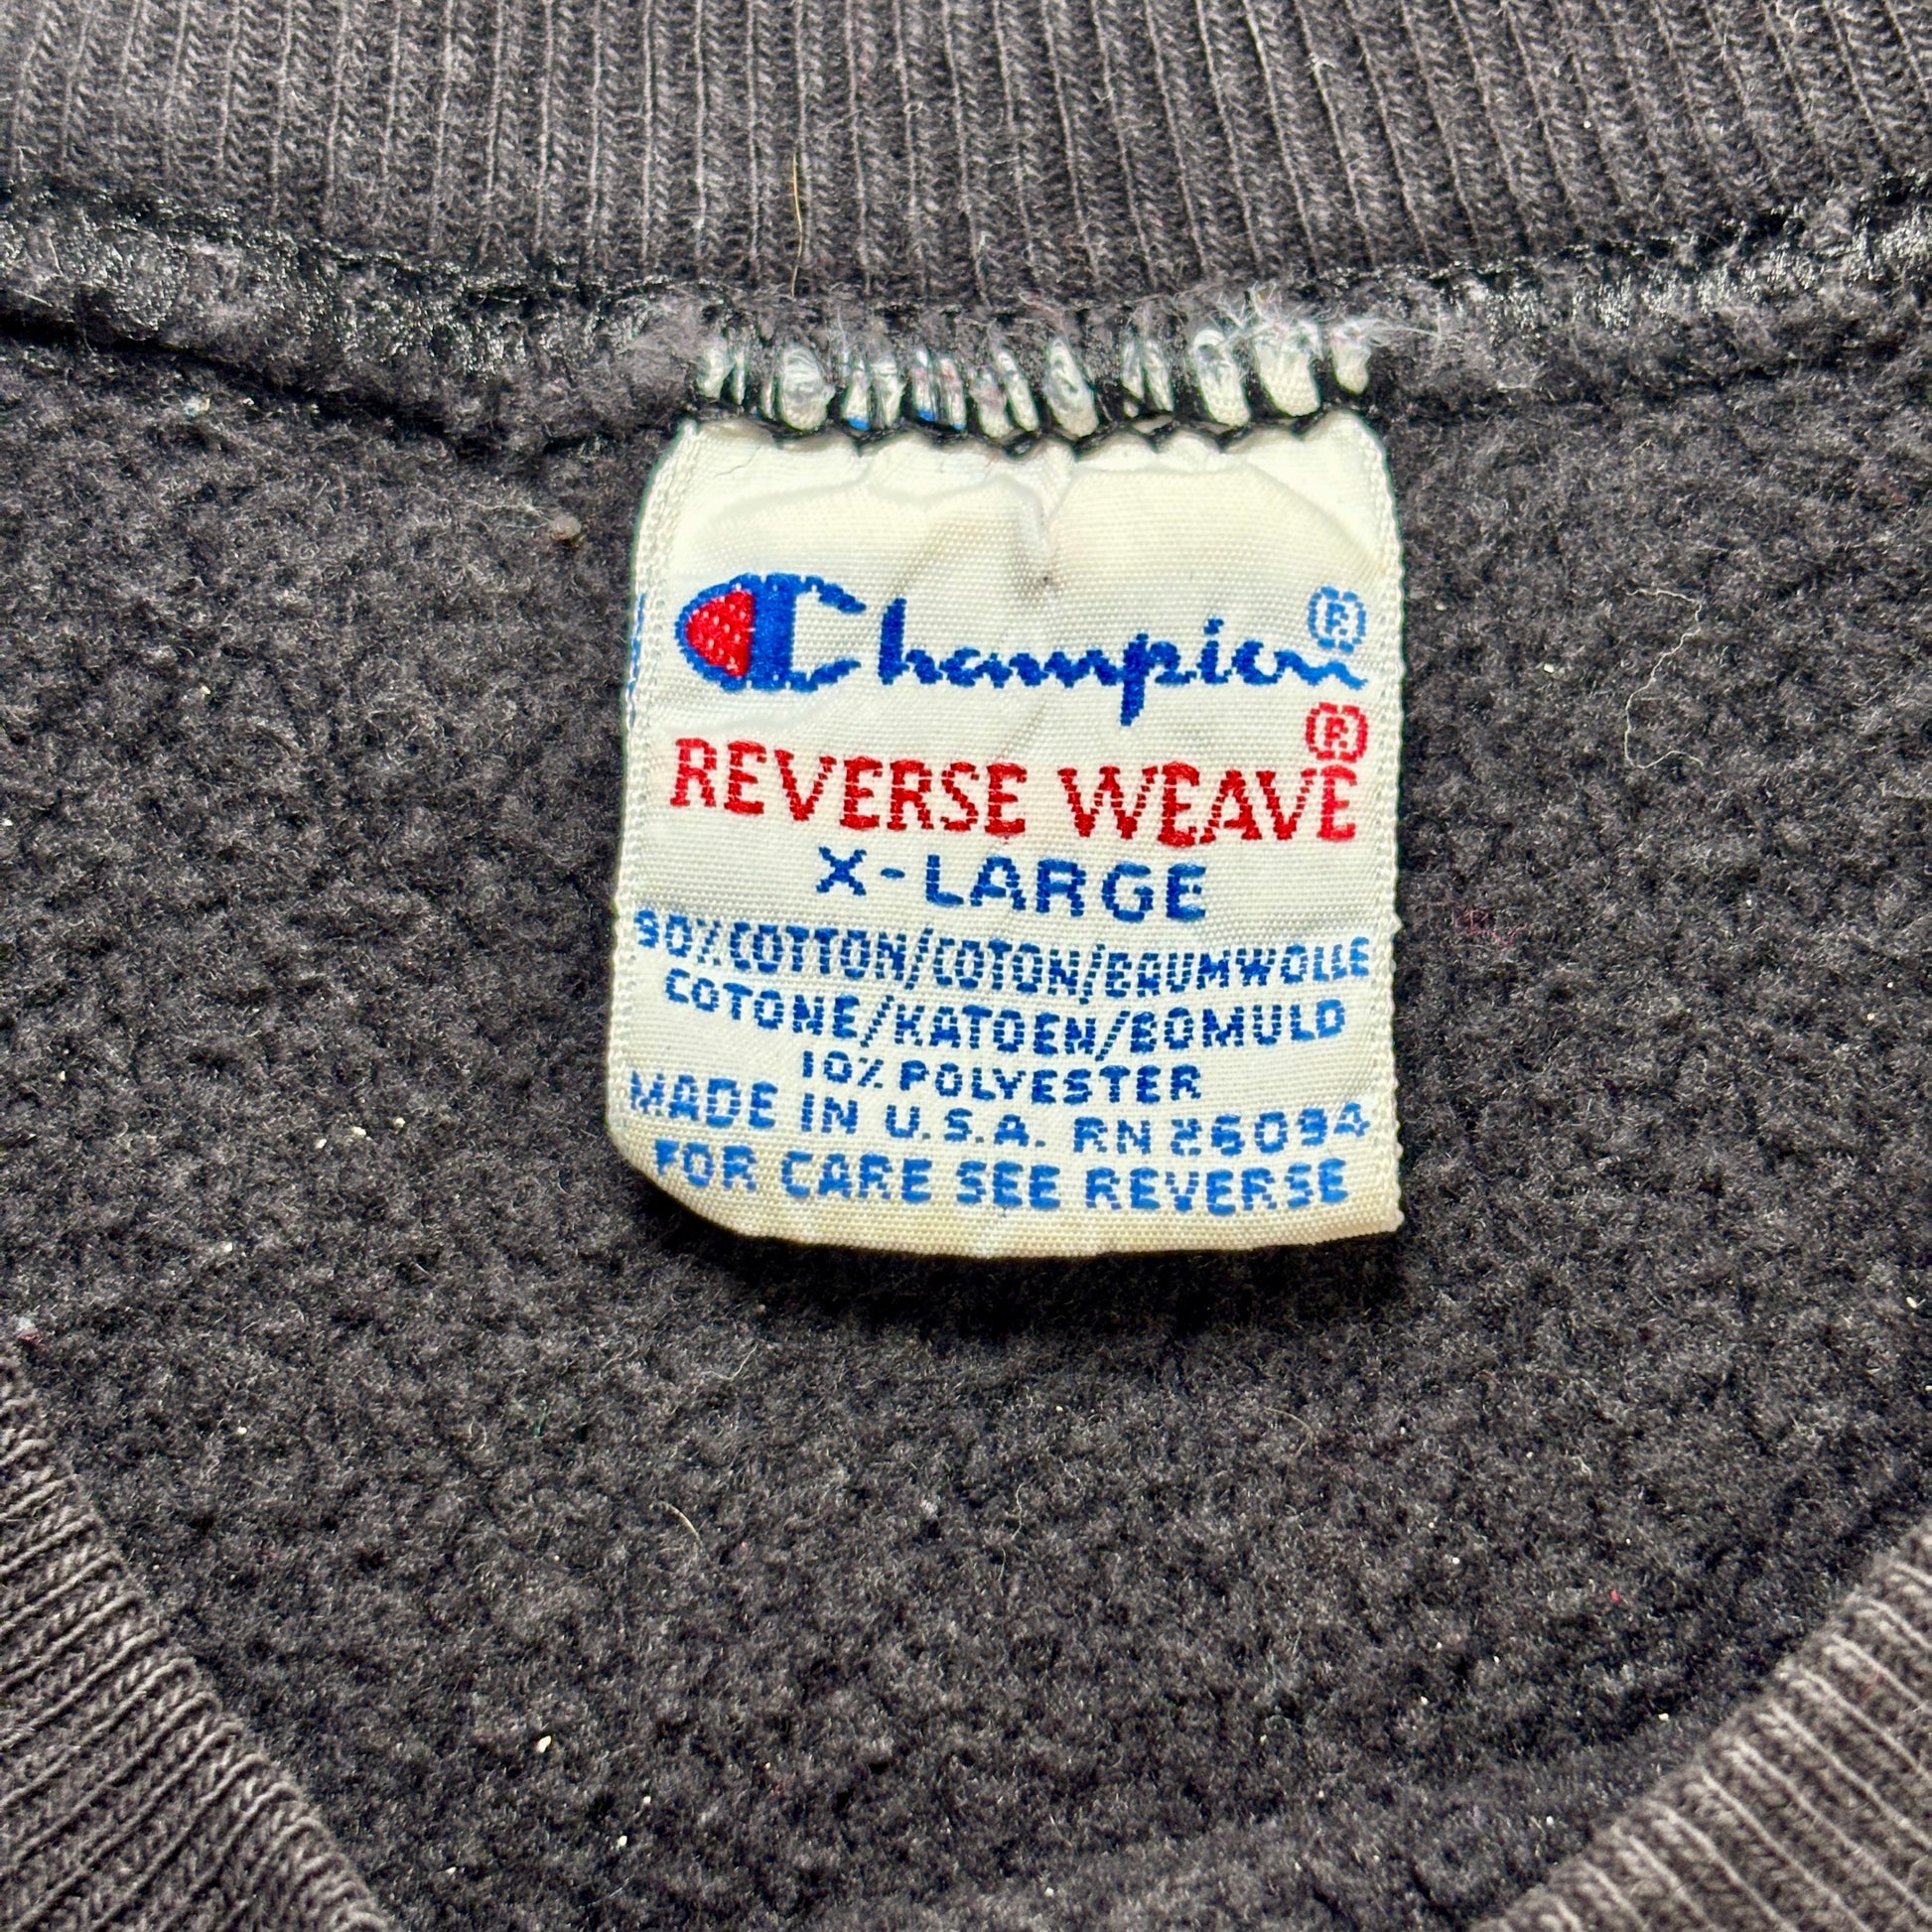 Champion®
REVERSE WEAVE®
X-LARGE
90% COTTON/COTON/BAUMWOLLE
COTONE/KATOEN/BOMULD
10% POLYESTER
MADE IN U.S.A. RN 26094
FOR CARE SEE REVERSE